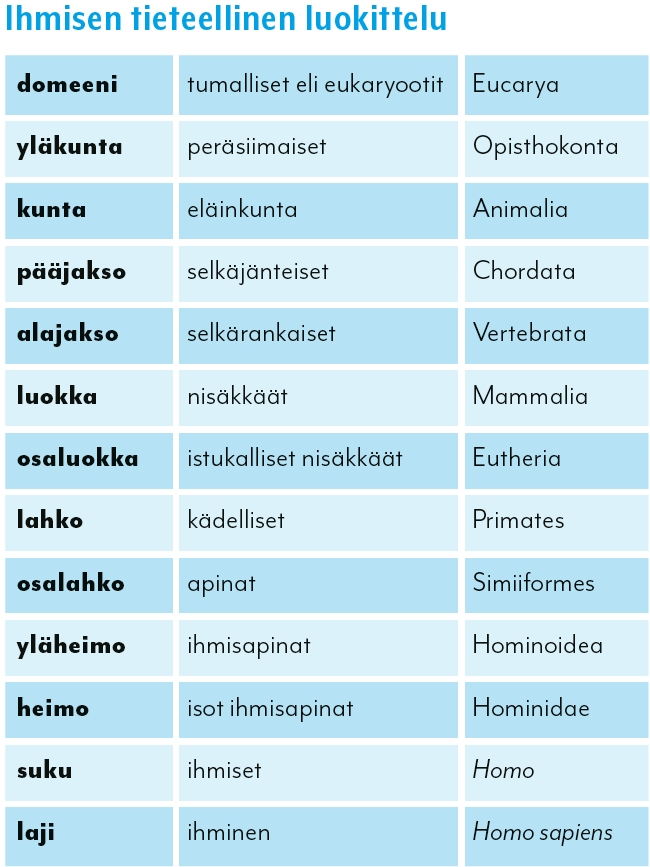 Ihmisen tieteellinen luokittelu
domeeni tumalliset eli eukaryootit Eucarya
yläkunta peräsiimaiset Opisthokonta
kunta eläinkunta Animalia
pääjakso selkäjänteiset Chordata
alajakso selkärankaiset Vertebrata
luokka nisäkkäät Mammalia
osaluokka istukalliset nisäkkäät Eutheria
lahko kädelliset Primates
osalahko apinat Simiiformes
yläheimo ihmisapinat Hominoidea
heimo isot ihmisapinat Hominidae
suku ihmiset Homo
laji ihminen Homo sapiens